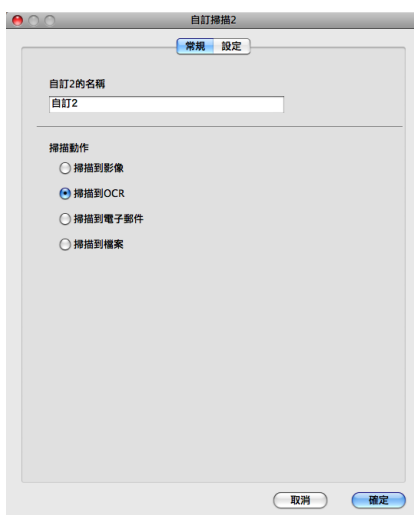 自訂掃描2
常規 設定
自訂2的名稱
自訂2
掃描動作
掃描到影像
掃描到OCR
掃描到電子郵件
掃描到檔案
取消 確定